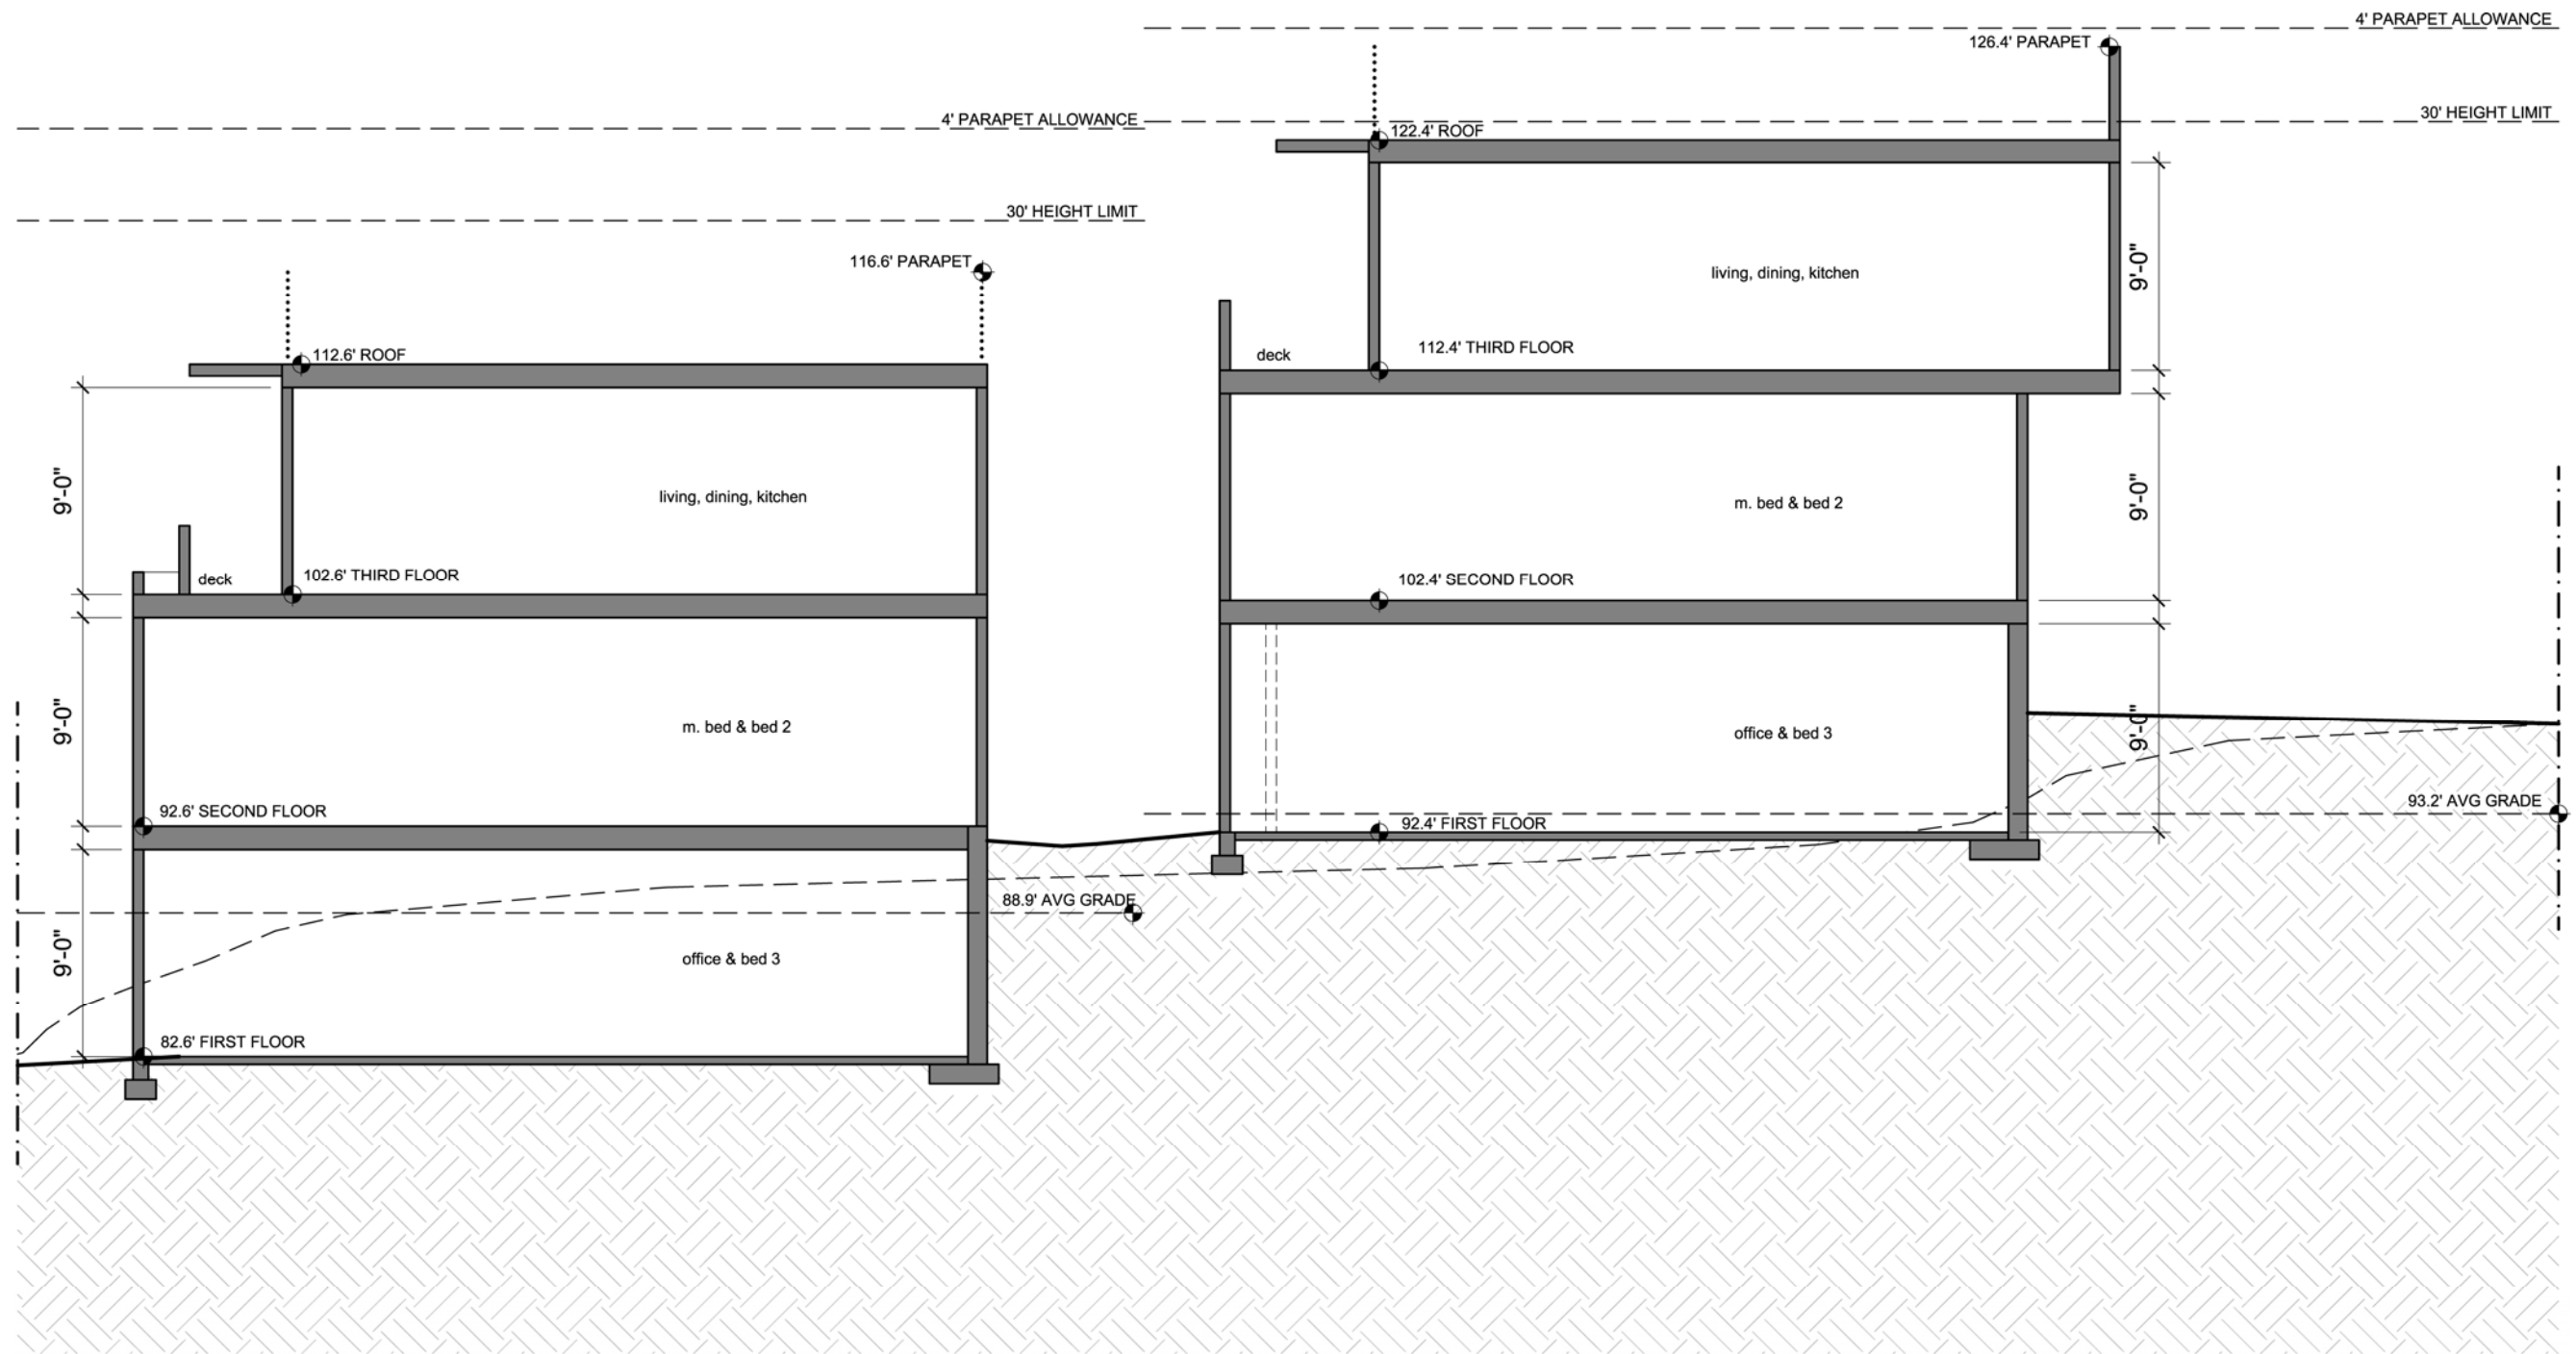 4' PARAPET ALLOWANCE
126.4' PARAPET
4' PARAPET ALLOWANCE
30' HEIGHT LIMIT
122.4' ROOF
30' HEIGHT LIMIT
116.6' PARAPET
living, dining, kitchen
9'-0"
112.6' ROOF
deck
112.4' THIRD FLOOR
9'-0"
living, dining, kitchen
m. bed & bed 2
9'-0"
deck
102.6' THIRD FLOOR
102.4' SECOND FLOOR
9'-0"
m. bed & bed 2
office & bed 3
9'-0"
92.6' SECOND FLOOR
92.4' FIRST FLOOR
93.2' AVG GRADE
88.9' AVG GRADE
9'-0"
office & bed 3
82.6' FIRST FLOOR